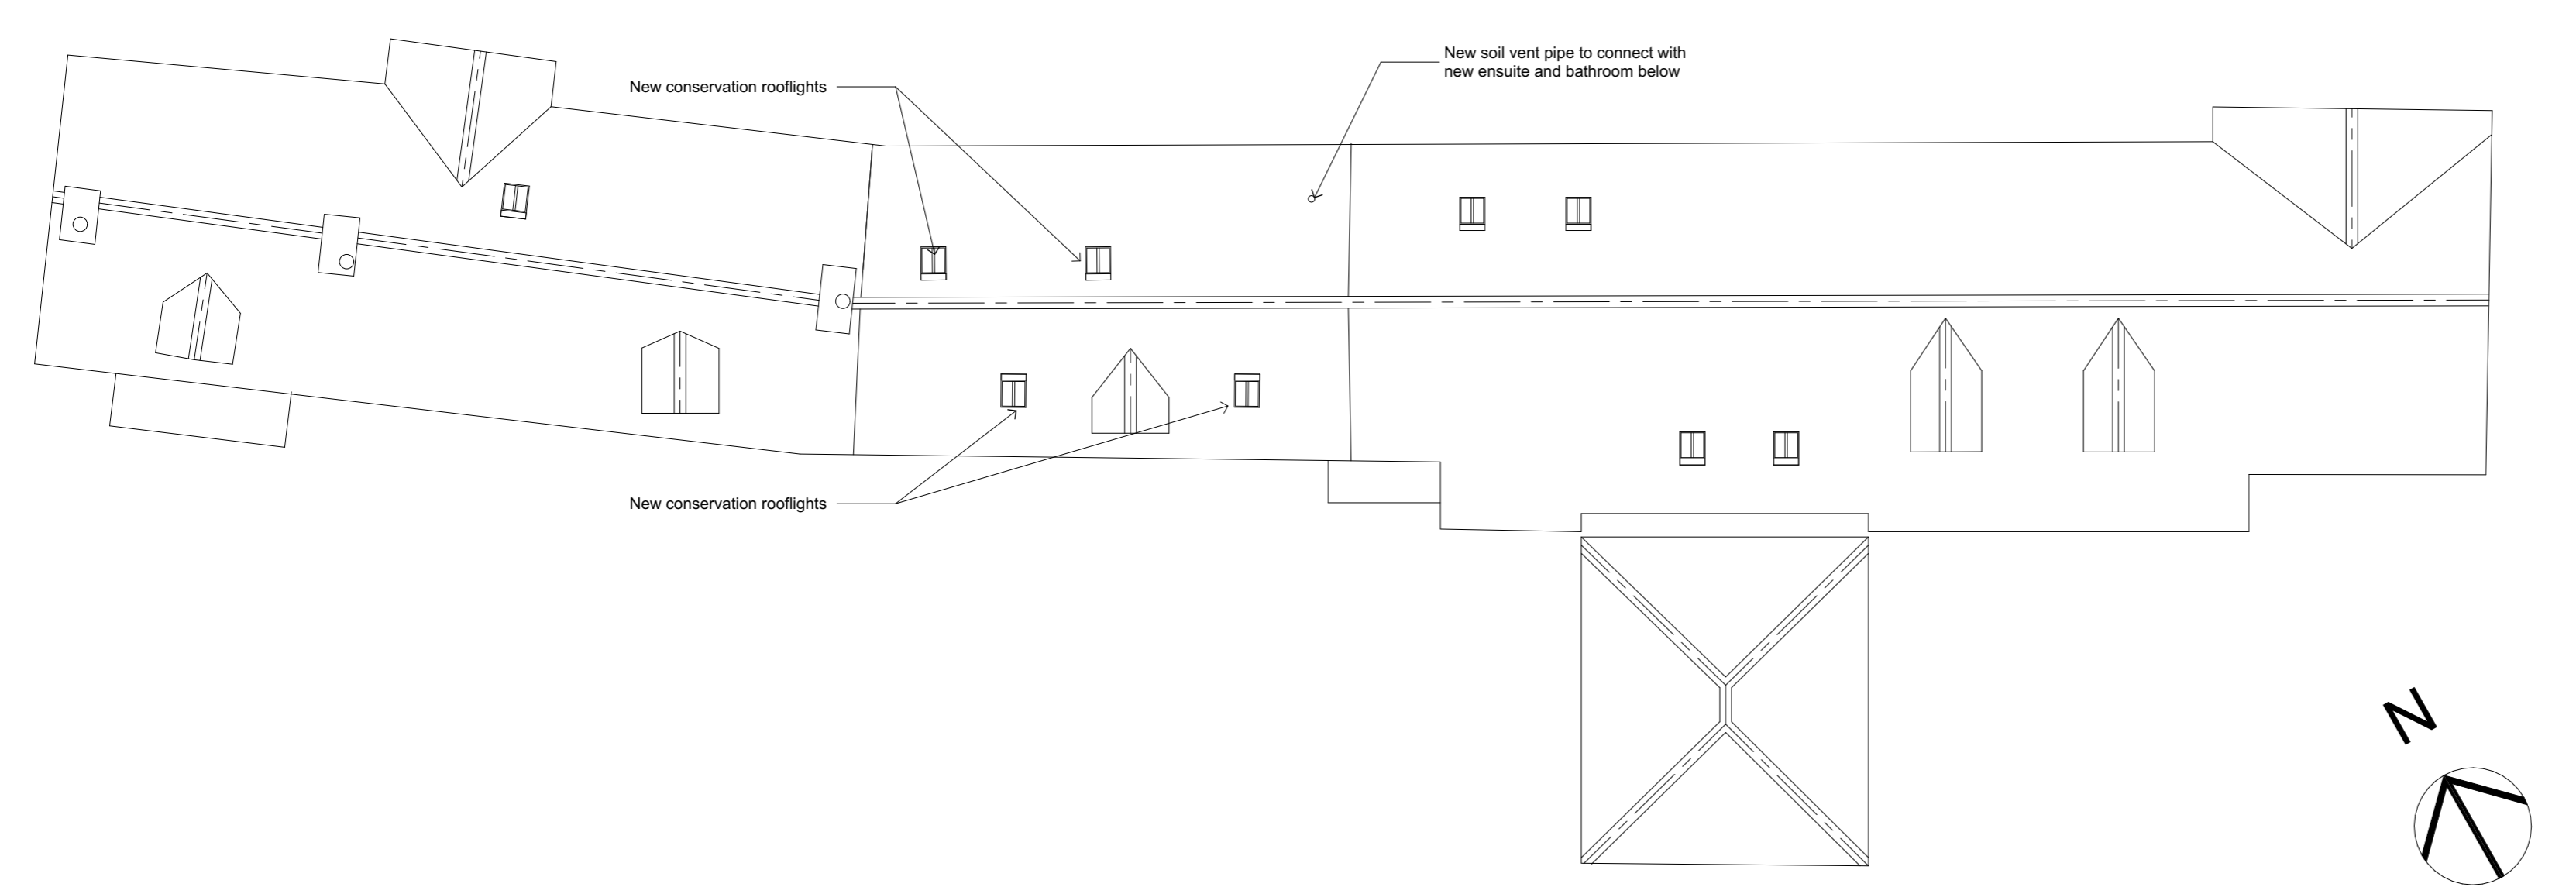 New soil vent pipe to connect with
new ensuite and bathroom below
New conservation rooflights
New conservation rooflights
N